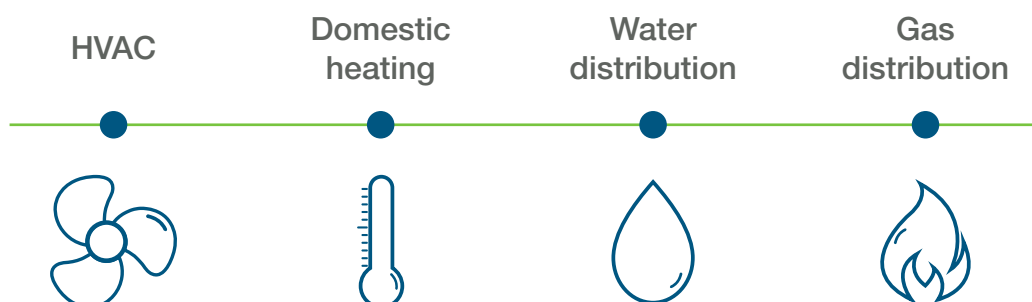 HVAC
Domestic
heating
Water
distribution
Gas
distribution